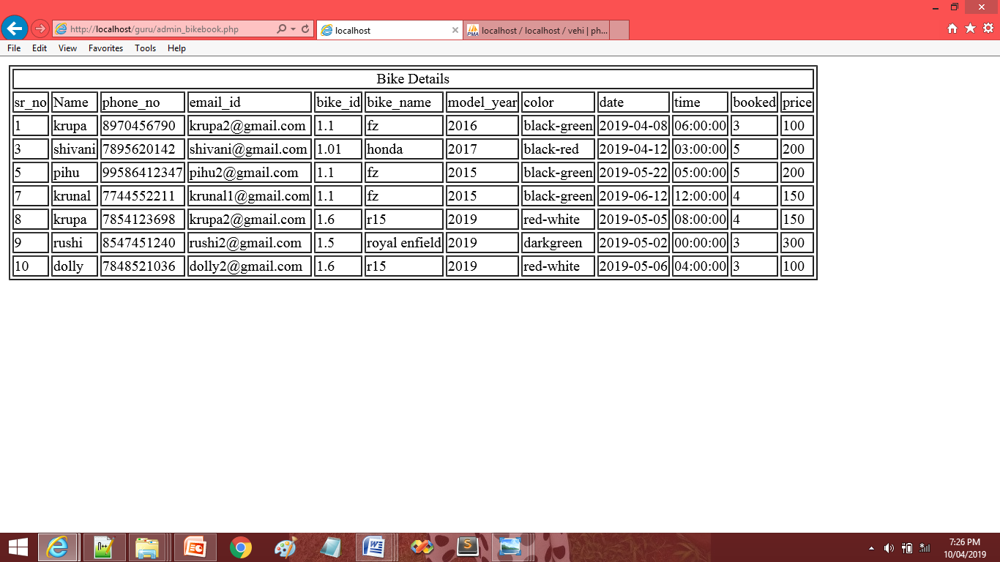 http://localhost/guru/admin_bikebook.php
localhost
localhost / localhost / vehi | ph...
File Edit View Favorites Tools Help
Bike Details
sr_no Name phone_no email_id bike_id bike_name model_year color date time booked price
1 krupa 8970456790 krupa2@gmail.com 1.1 fz 2016 black-green 2019-04-08 06:00:00 3 100
3 shivani 7895620142 shivani@gmail.com 1.01 honda 2017 black-red 2019-04-12 03:00:00 5 200
5 pihu 99586412347 pihu2@gmail.com 1.1 fz 2015 black-green 2019-05-22 05:00:00 5 200
7 krunal 7744552211 krunal1@gmail.com 1.1 fz 2015 black-green 2019-06-12 12:00:00 4 150
8 krupa 7854123698 krupa2@gmail.com 1.6 r15 2019 red-white 2019-05-05 08:00:00 4 150
9 rushi 8547451240 rushi2@gmail.com 1.5 royal enfield 2019 darkgreen 2019-05-02 00:00:00 3 300
10 dolly 7848521036 dolly2@gmail.com 1.6 r15 2019 red-white 2019-05-06 04:00:00 3 100
7:26 PM
10/04/2019